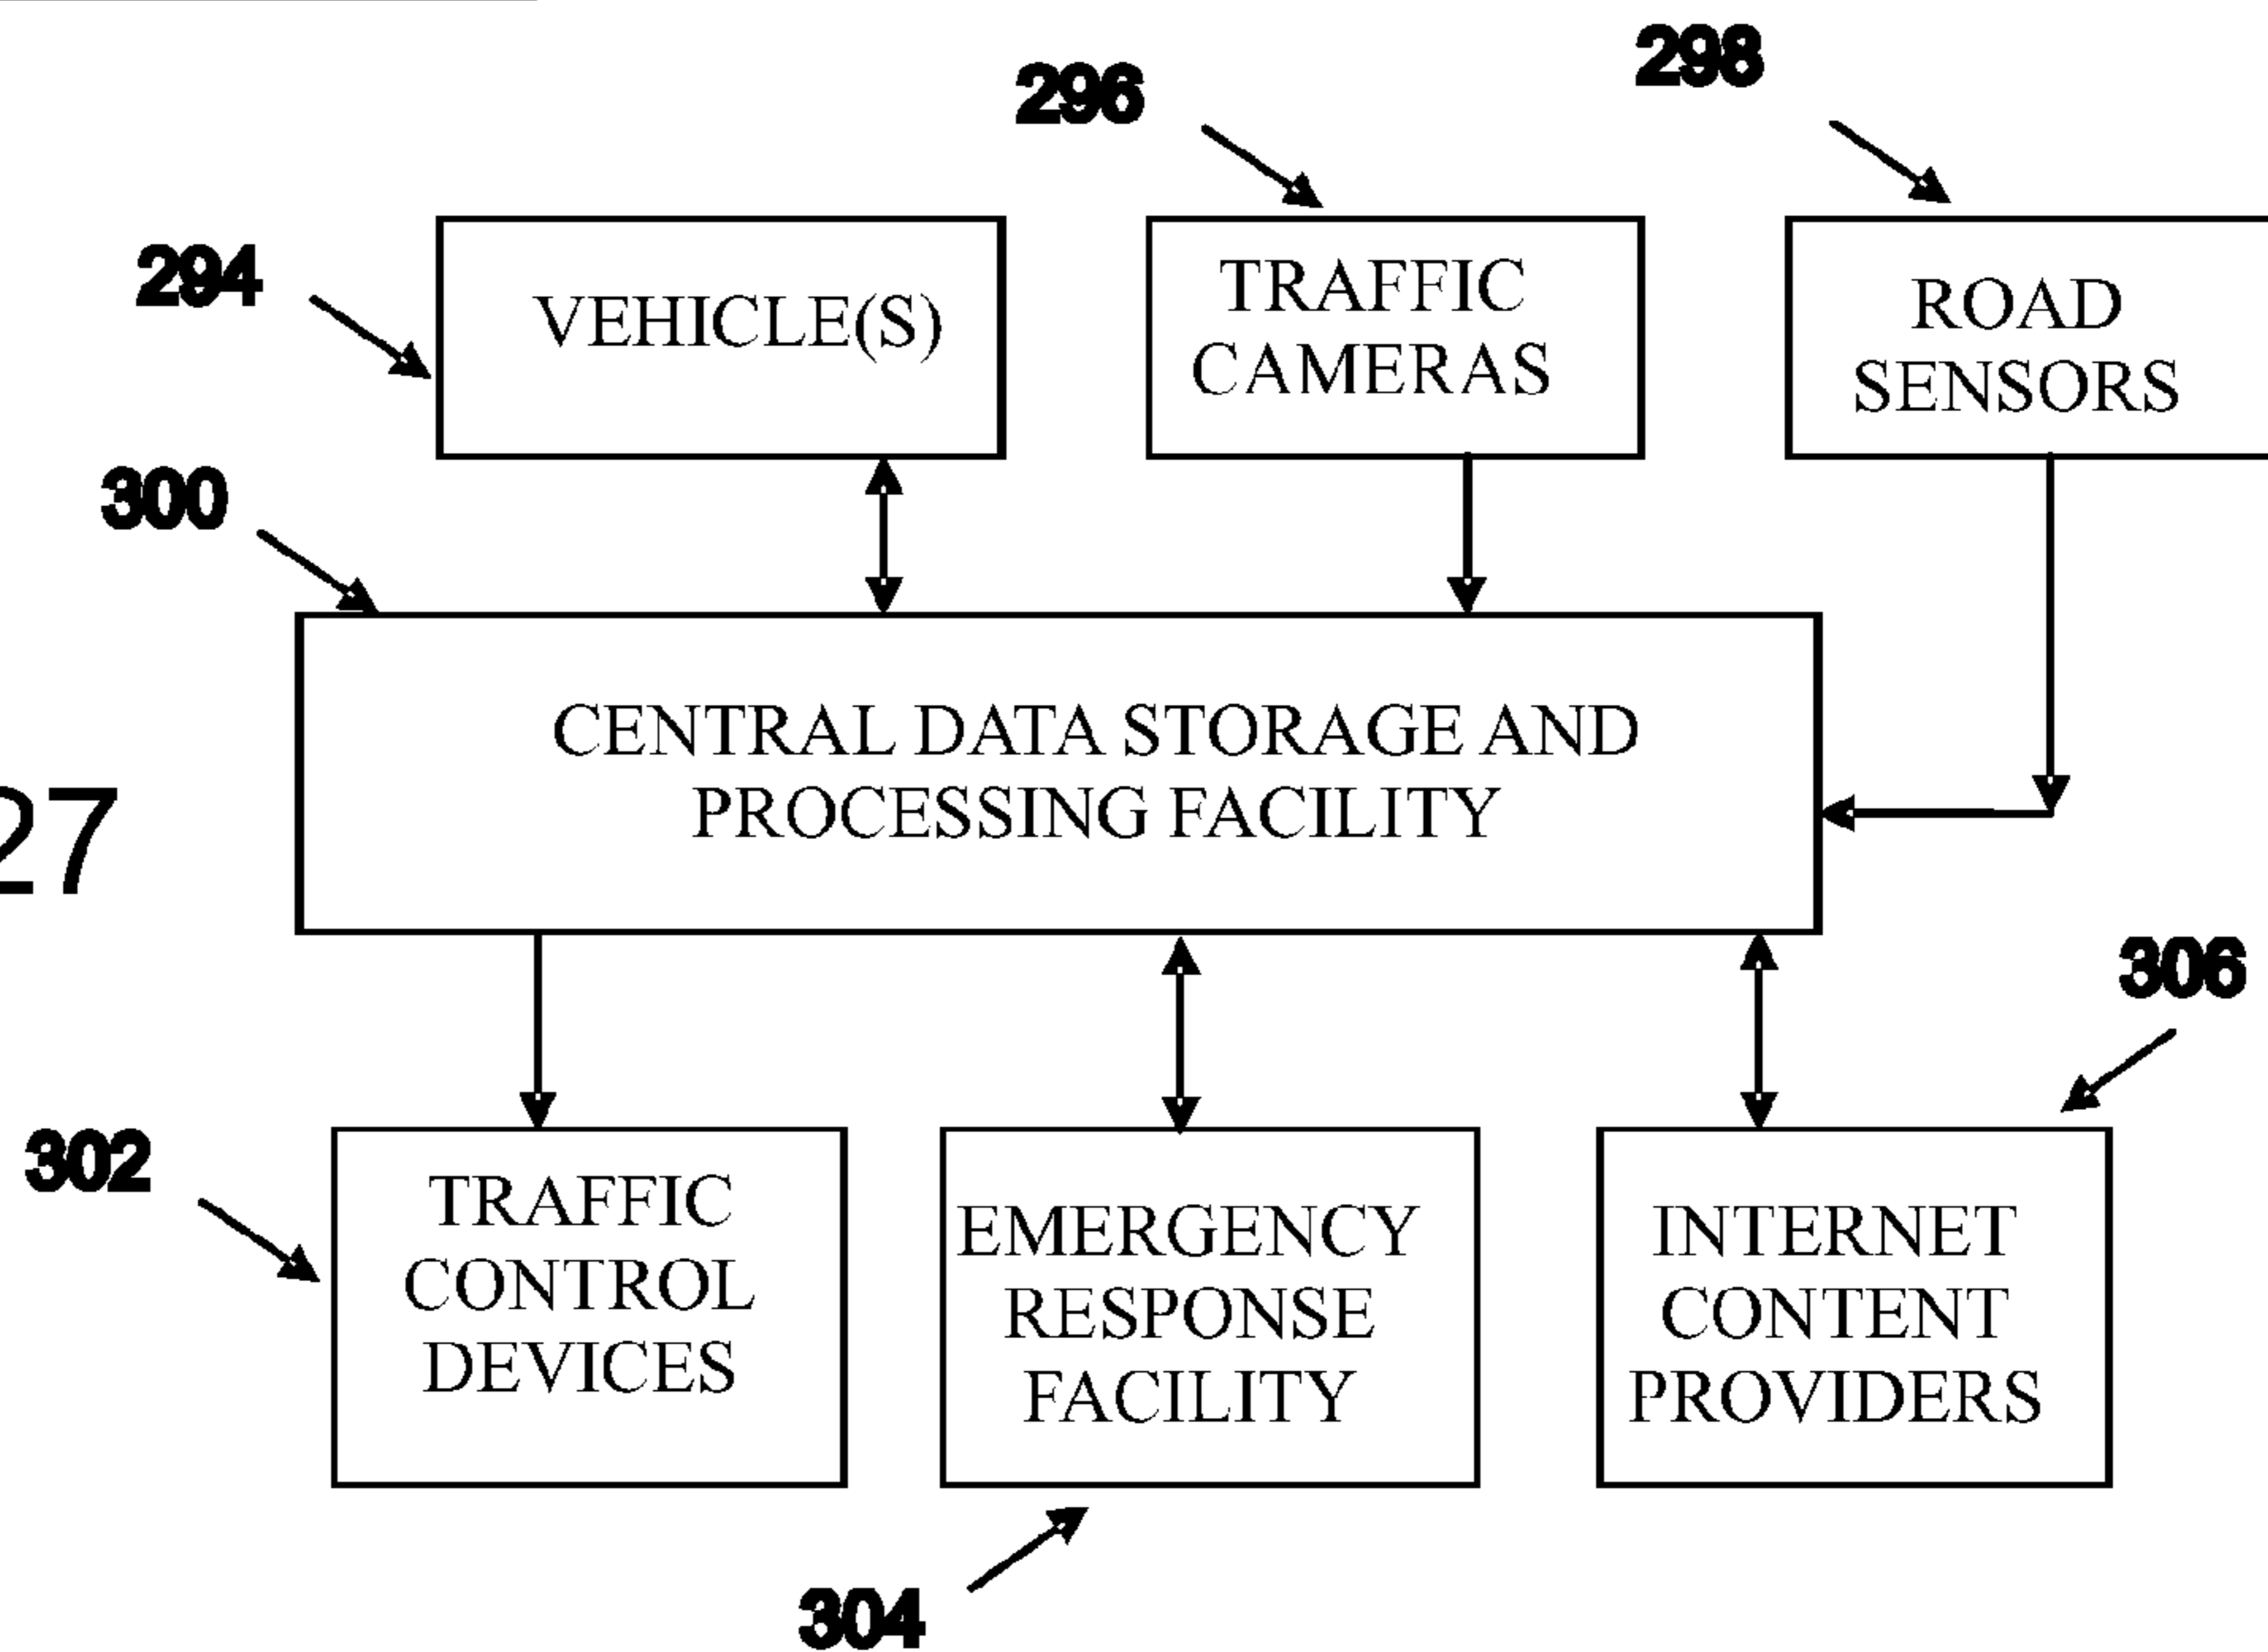 298
296
294
VEHICLE(S)
TRAFFIC
CAMERAS
ROAD
SENSORS
300
CENTRAL DATA STORAGE AND
PROCESSING FACILITY
27
306
302
TRAFFIC
CONTROL
DEVICES
EMERGENCY
RESPONSE
FACILITY
INTERNET
CONTENT
PROVIDERS
304